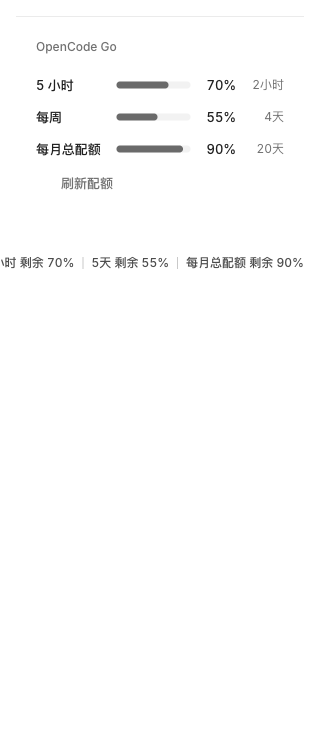 OpenCode Go
5 小时 70% 2小时
每周 55% 4天
每月总配额 90% 20天
刷新配额
时 剩余 70% | 5天 剩余 55% | 每月总配额 剩余 90%